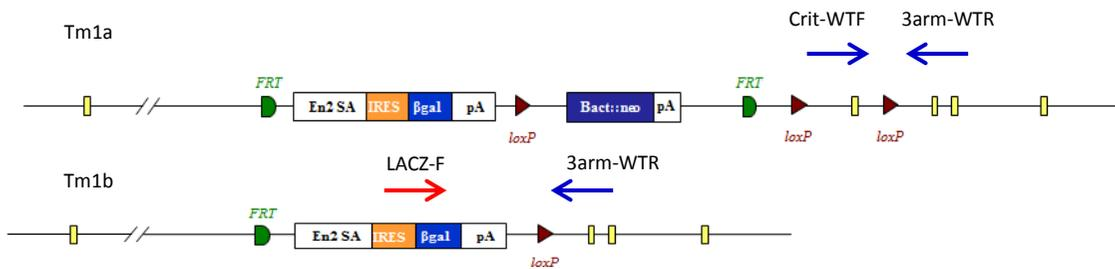 Crit-WTF 3arm-WTR
Tm1a
FRT FRT
En2 SA IRES βgal pA Bact::neo pA
loxP loxP loxP
LACZ-F 3arm-WTR
Tm1b
FRT
En2 SA IRES βgal pA
loxP